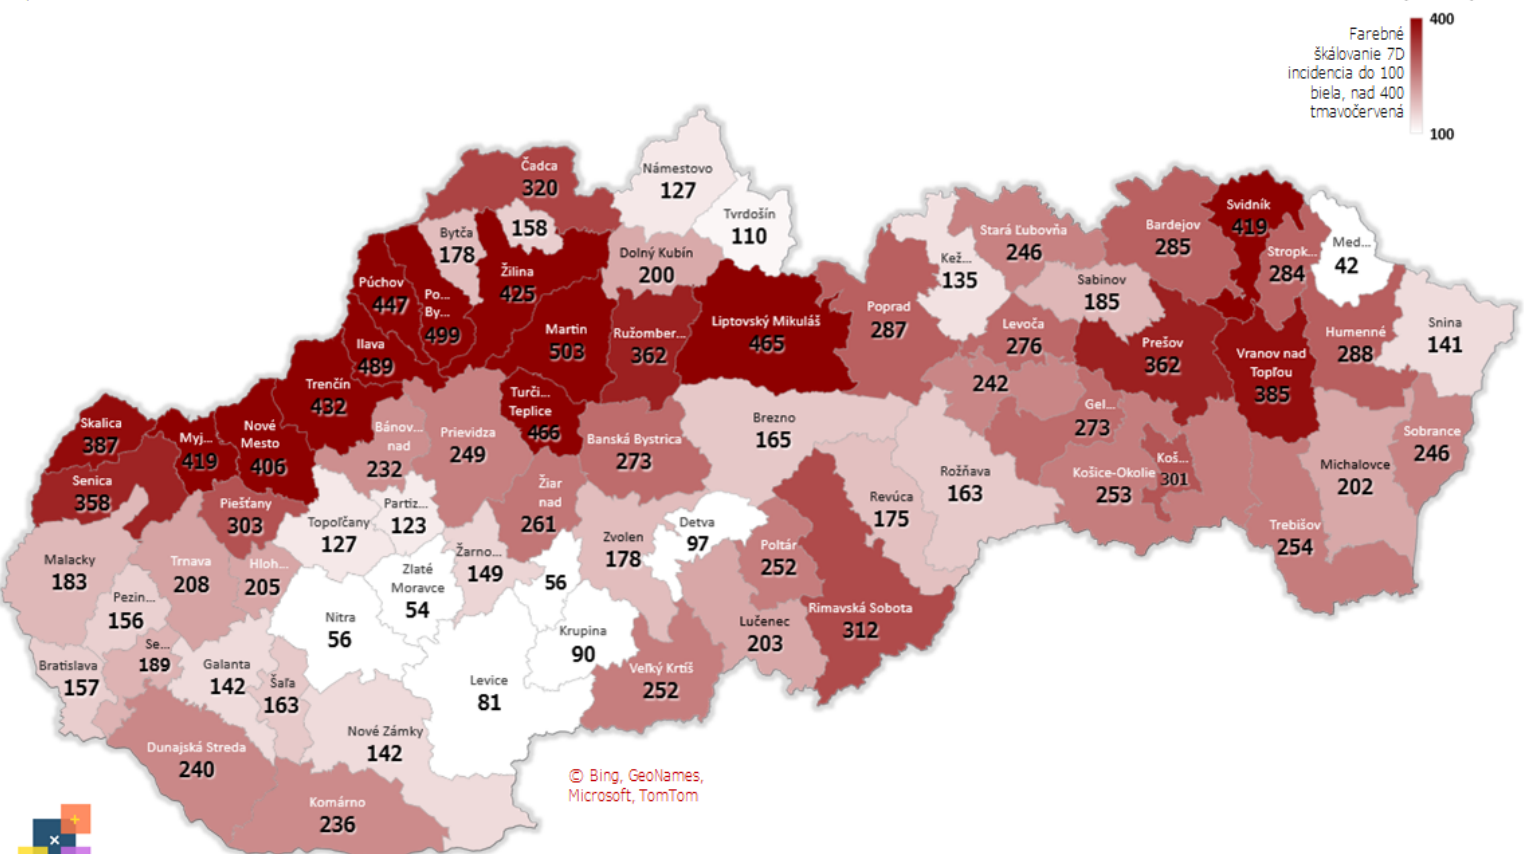 400
Farebné
škálovanie 7D
incidencia do 100
biela, nad 400
tmavočervená
100
Čadca
320
Námestovo
127
Tvrdošín
110
Bytča
178
158
Dolný Kubín
200
Žilina
425
Púchov
447
Po...
By...
499
Ilava
489
Martin
503
Ružomber...
362
Liptovský Mikuláš
465
Poprad
287
Kež...
135
Stará Ľubovňa
246
Sabinov
185
Bardejov
285
Svidník
419
Stropk...
284
Med...
42
Levoča
276
Prešov
362
Vranov nad
Topľou
385
Humenné
288
Snina
141
Trenčín
432
Turči...
Teplice
466
Skalica
387
Myj...
419
Nové
Mesto
406
Bánov...
nad
232
Prievidza
249
Banská Bystrica
273
Brezno
165
242
Gel...
273
Košice-Okolie
253
Koš...
301
Sobrance
246
Michalovce
202
Senica
358
Piešťany
303
Topoľčany
127
Partiz...
123
Žiar
nad
261
Zvolen
178
Detva
97
Poltár
252
Revúca
175
Rožňava
163
Trebišov
254
Malacky
183
Trnava
208
Hloh...
205
Zlaté
Moravce
54
Žarno...
149
56
Pezin...
156
Nitra
56
Krupina
90
Lučenec
203
Rimavská Sobota
312
Se...
189
Bratislava
157
Galanta
142
Šaľa
163
Levice
81
Veľký Krtíš
252
Dunajská Streda
240
Nové Zámky
142
Komárno
236
© Bing, GeoNames,
Microsoft, TomTom